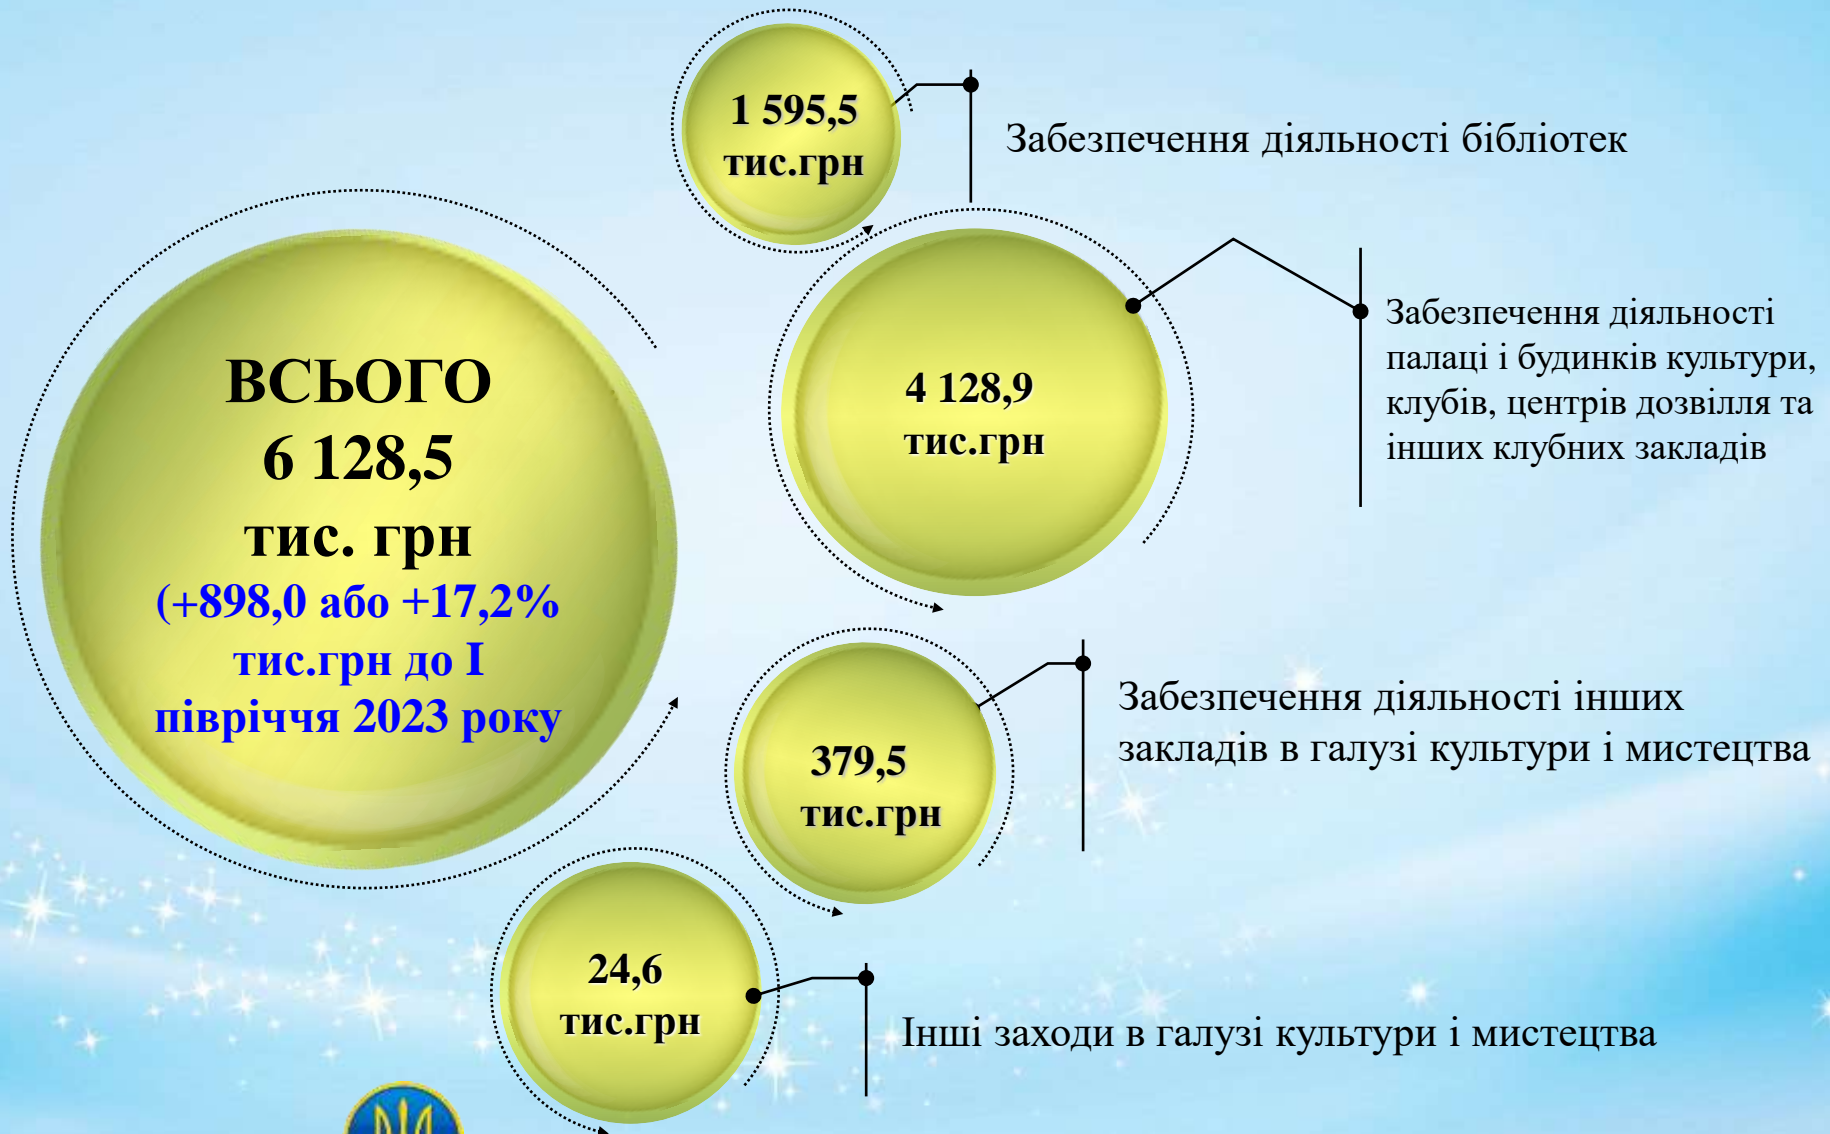 1 595,5
тис.грн
Забезпечення діяльності бібліотек
ВСЬОГО
6 128,5
тис. грн
(+898,0 або +17,2%
тис.грн до І
півріччя 2023 року
4 128,9
тис.грн
Забезпечення діяльності
палаці і будинків культури,
клубів, центрів дозвілля та
інших клубних закладів
379,5
тис.грн
Забезпечення діяльності інших
закладів в галузі культури і мистецтва
24,6
тис.грн
Інші заходи в галузі культури і мистецтва